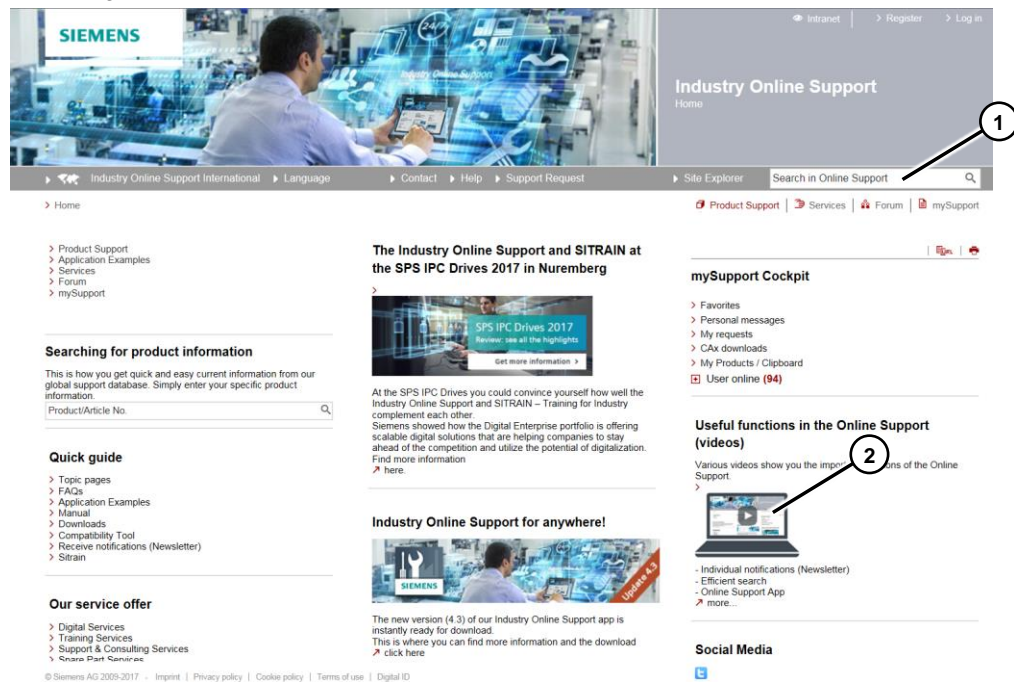 SIEMENS
24/7
Industry Online Support
Intranet
> Register
> Log in
Industry Online Support
Home
1
Industry Online Support International
Language
Contact
Help
Support Request
Site Explorer
Search in Online Support
> Home
Product Support
Services
Forum
mySupport
> Product Support
> Application Examples
> Services
> Forum
> mySupport
Searching for product information
This is how you get quick and easy current information from our
global support database. Simply enter your specific product
information.
Product/Article No.
Quick guide
> Topic pages
> FAQs
> Application Examples
> Manual
> Downloads
> Compatibility Tool
> Receive notifications (Newsletter)
> Sitrain
Our service offer
> Digital Services
> Training Services
> Support & Consulting Services
> Spare Part Services
The Industry Online Support and SITRAIN at
the SPS IPC Drives 2017 in Nuremberg
>
SPS IPC Drives 2017
Review: see all the highlights
Get more information >
At the SPS IPC Drives you could convince yourself how well the
Industry Online Support and SITRAIN – Training for Industry
complement each other.
Siemens showed how the Digital Enterprise portfolio is offering
scalable digital solutions that are helping companies to stay
ahead of the competition and utilize the potential of digitalization.
Find more information
here.
Industry Online Support for anywhere!
SIEMENS
Update 4.3
The new version (4.3) of our Industry Online Support app is
instantly ready for download.
This is where you can find more information and the download
click here
mySupport Cockpit
> Favorites
> Personal messages
> My requests
> CAx downloads
> My Products / Clipboard
User online (94)
Useful functions in the Online Support
(videos)
2
Various videos show you the of the Online
Support.
>
- Individual notifications (Newsletter)
- Efficient search
- Online Support App
more...
Social Media
© Siemens AG 2009-2017 - Imprint | Privacy policy | Cookie policy | Terms of use | Digital ID